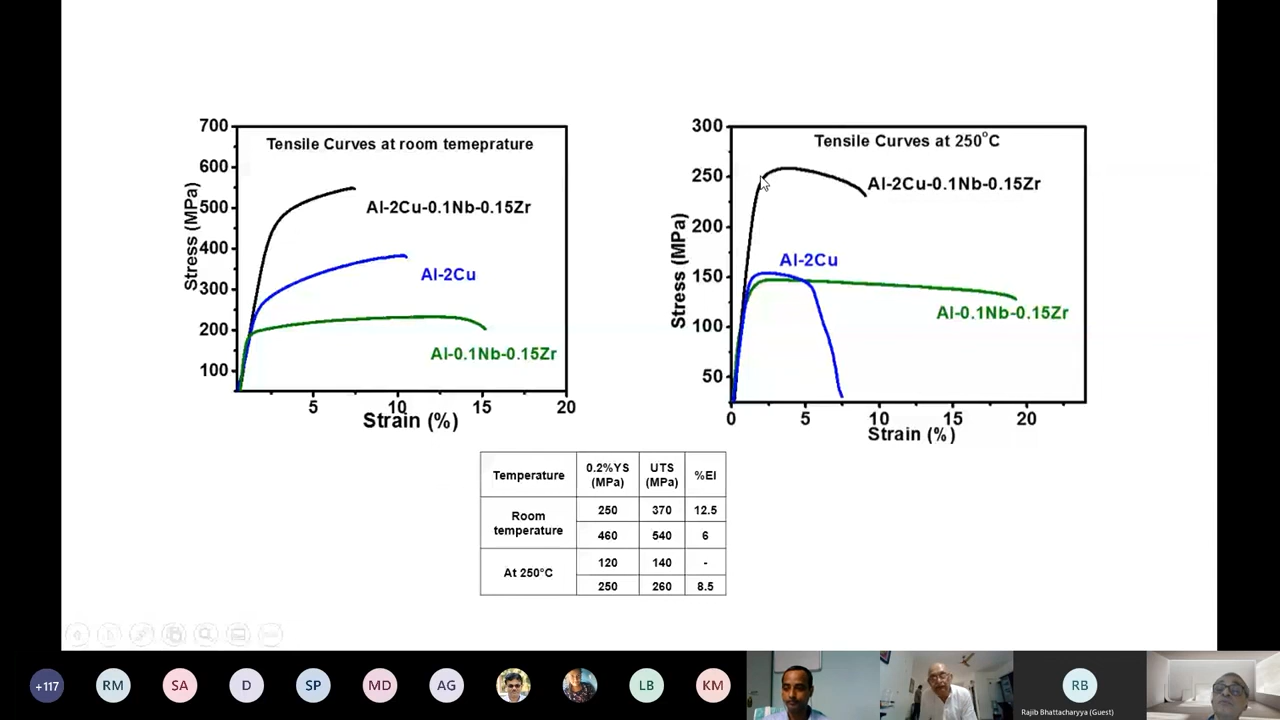 Tensile Curves at room temeprature
700
600
500
400
300
200
100
Stress (MPa)
Al-2Cu-0.1Nb-0.15Zr
Al-2Cu
Al-0.1Nb-0.15Zr
5
10
15
20
Strain (%)
Tensile Curves at 250°C
300
250
200
150
100
50
Stress (MPa)
Al-2Cu-0.1Nb-0.15Zr
Al-2Cu
Al-0.1Nb-0.15Zr
0
5
10
15
20
Strain (%)
Temperature 0.2%YS (MPa) UTS (MPa) %El
Room temperature 250 370 12.5
460 540 6
At 250°C 120 140 -
250 260 8.5
+117 RM SA D SP MD AG LB KM RB
Rajib Bhattacharyya (Guest)